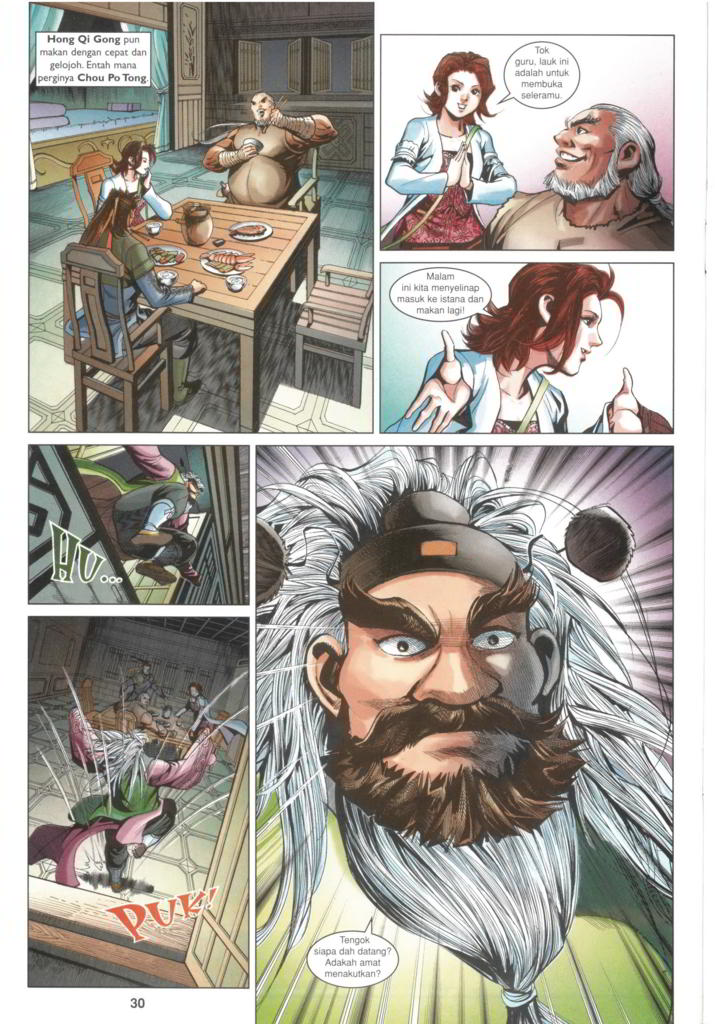 Hong Qi Gong pun
makan dengan cepat dan
gelojoh. Entah mana
perginya Chou Po Tong.
Tok
guru, lauk ini
adalah untuk
membuka
seleramu.
Malam
ini kita menyelinap
masuk ke istana dan
makan lagi!
HU...
PUK!
Tengok
siapa dah datang?
Adakah amat
menakutkan?
30